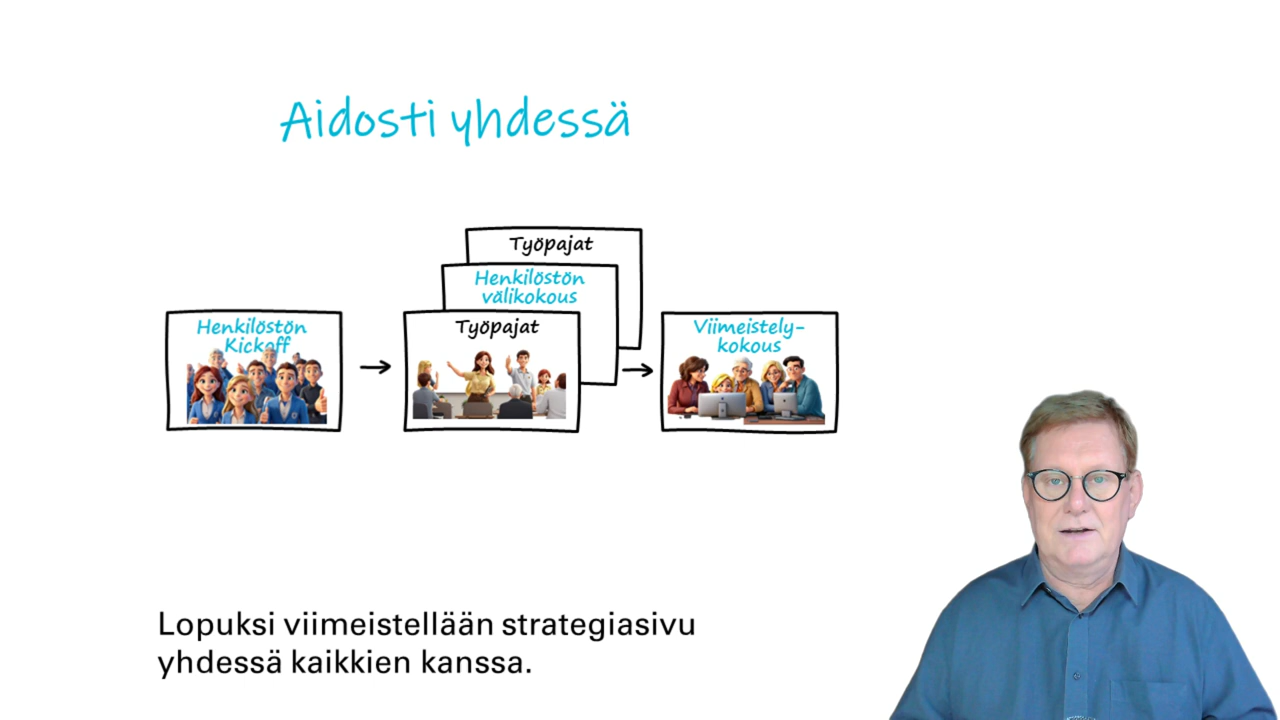 Aidosti yhdessä
Työpajat
Henkilöstön
välikokous
Työpajat
Henkilöstön
Kickoff
Viimeistely-
kokous
Lopuksi viimeistellään strategiasivu
yhdessä kaikkien kanssa.